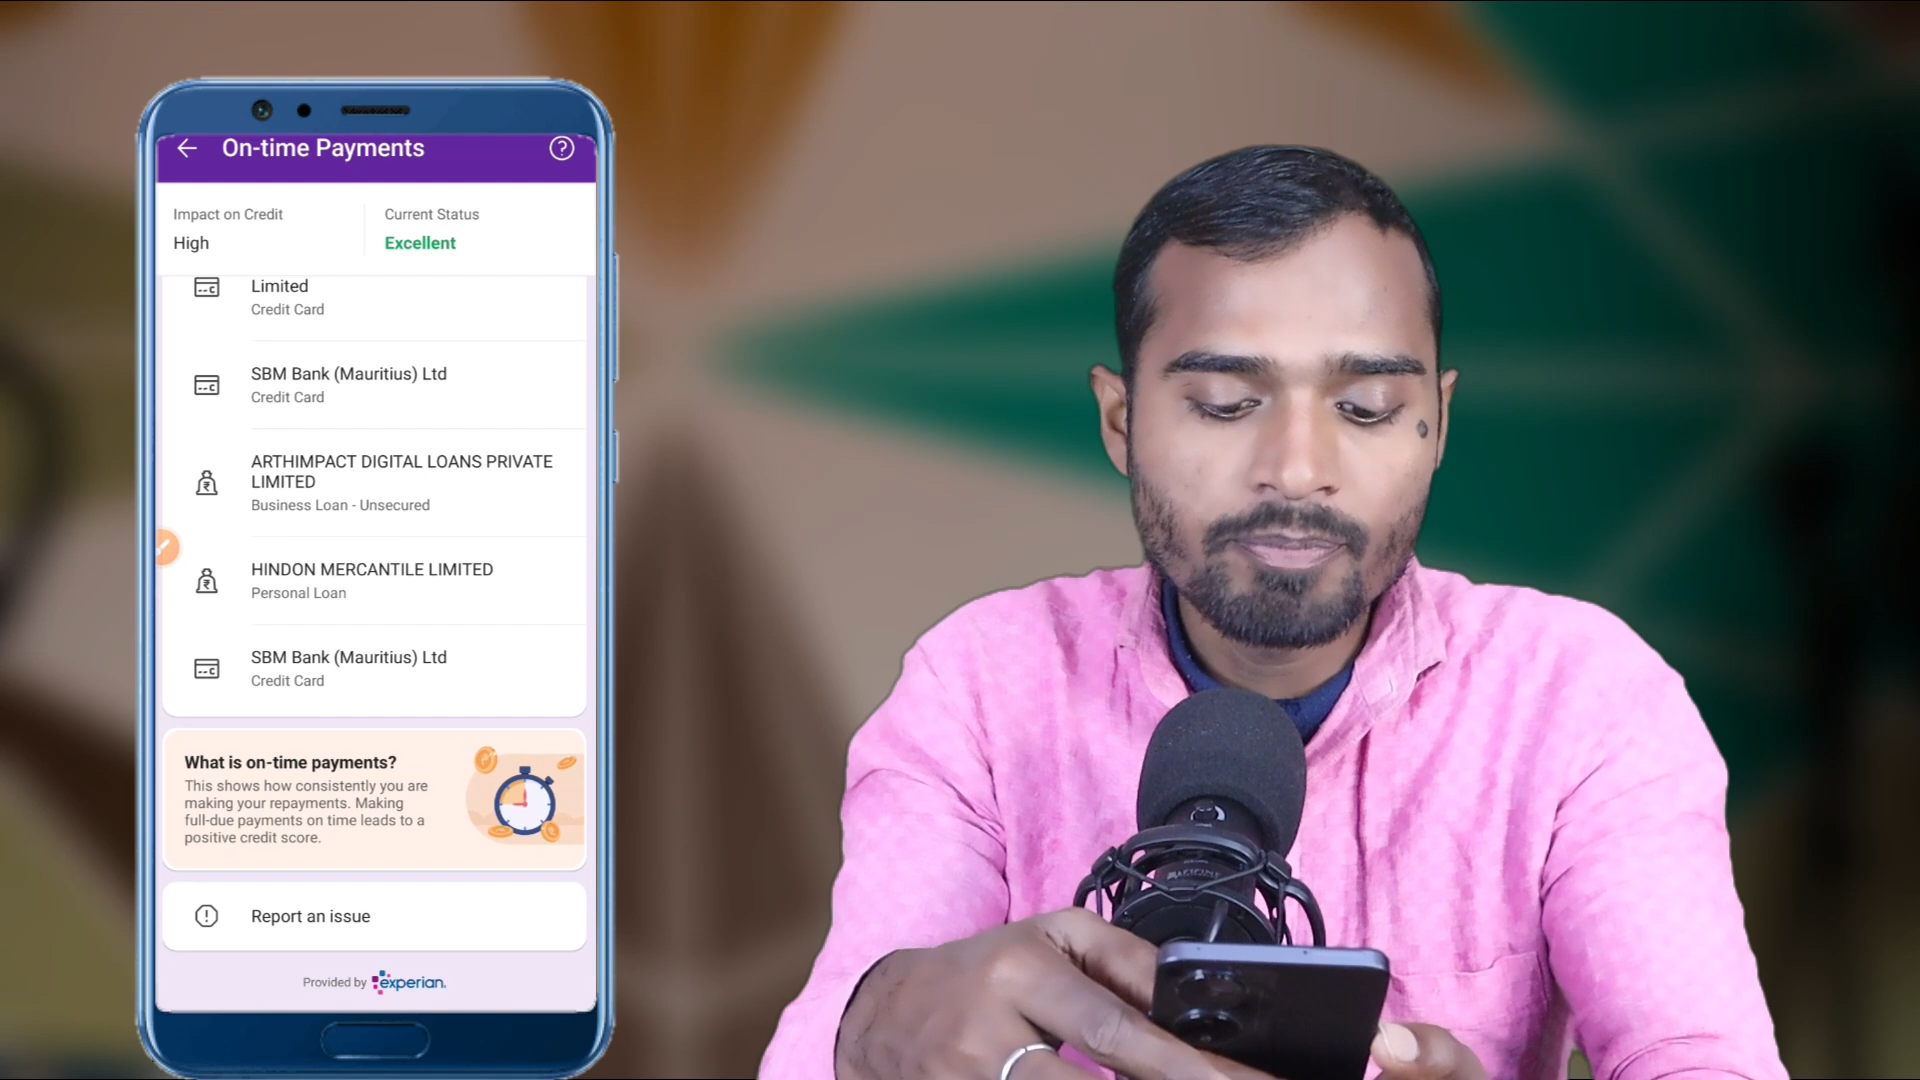 On-time Payments
Impact on Credit
High
Current Status
Excellent
Limited
Credit Card
SBM Bank (Mauritius) Ltd
Credit Card
ARTHIMPACT DIGITAL LOANS PRIVATE
LIMITED
Business Loan - Unsecured
HINDON MERCANTILE LIMITED
Personal Loan
SBM Bank (Mauritius) Ltd
Credit Card
What is on-time payments?
This shows how consistently you are
making your repayments. Making
full-due payments on time leads to a
positive credit score.
Report an issue
Provided by experian.